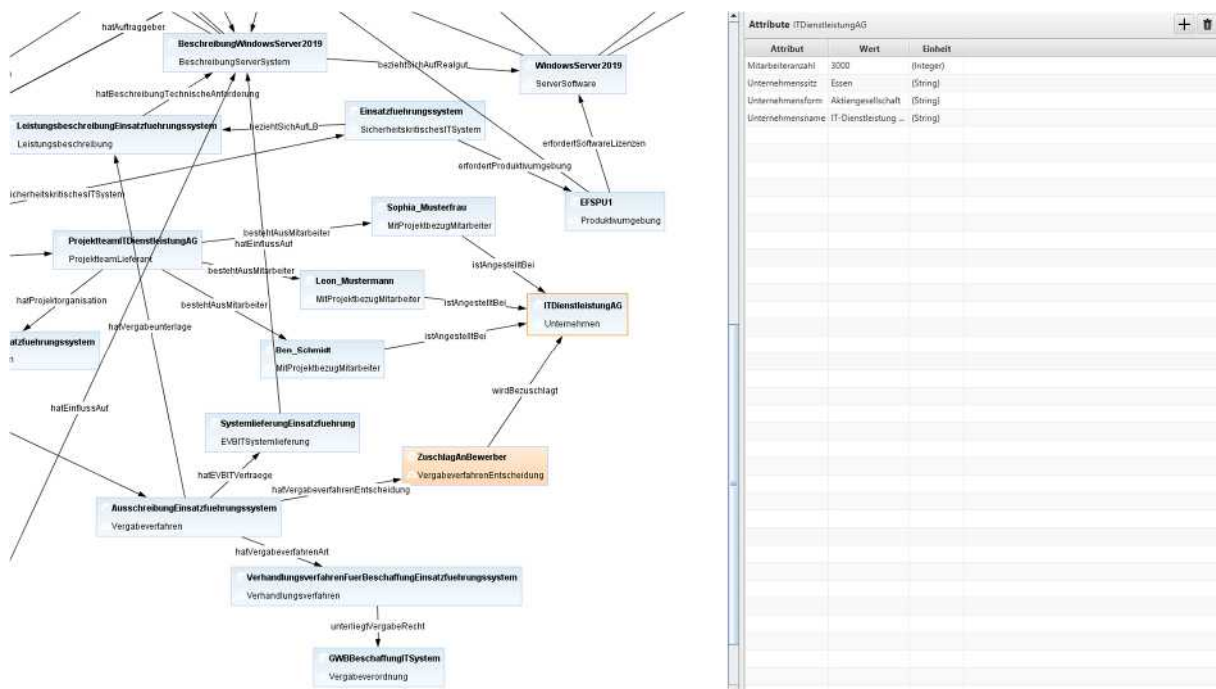 hatAuftraggeber
BeschreibungWindowsServer2019
BeschreibungServerSystem
beziehtSichAufRealgut
WindowsServer2019
ServerSoftware
hatBeschreibungTechnischeAnforderung
LeistungsbeschreibungEinsatzfuehrungssystem
Leistungsbeschreibung
beziehtSichAufLB
Einsatzfuehrungssystem
SicherheitskritischesITSystem
erfordertSoftwareLizenzen
erfordertProduktivumgebung
icherheitskritischesITSystem
EFSPU1
Produktivumgebung
Sophia_Musterfrau
MitProjektbezugMitarbeiter
bestehtAusMitarbeiter
hatEinflussAuf
ProjektteamITDienstleistungAG
ProjektteamLieferant
bestehtAusMitarbeiter
istAngestelltBei
Leon_Mustermann
MitProjektbezugMitarbeiter
hatProjektorganisation
bestehtAusMitarbeiter
istAngestelltBei
ITDienstleistungAG
Unternehmen
hatVergabeunterlage
istAngestelltBei
atzfuehrungssystem
Ben_Schmidt
MitProjektbezugMitarbeiter
wirdBezuschlagt
hatEinflussAuf
SystemlieferungEinsatzfuehrung
EVBITSystemlieferung
ZuschlagAnBewerber
VergabeverfahrenEntscheidung
hatEVBITVertraege
hatVergabeverfahrenEntscheidung
AusschreibungEinsatzfuehrungssystem
Vergabeverfahren
hatVergabeverfahrenArt
VerhandlungsverfahrenFuerBeschaffungEinsatzfuehrungssystem
Verhandlungsverfahren
unterliegtVergabeRecht
GWBBeschaffungITSystem
Vergabeverordnung
Attribute ITDienstleistungAG
Attribut Wert Einheit
Mitarbeiteranzahl 3000 (Integer)
Unternehmenssitz Essen (String)
Unternehmensform Aktiengesellschaft (String)
Unternehmensname IT-Dienstleistung ... (String)